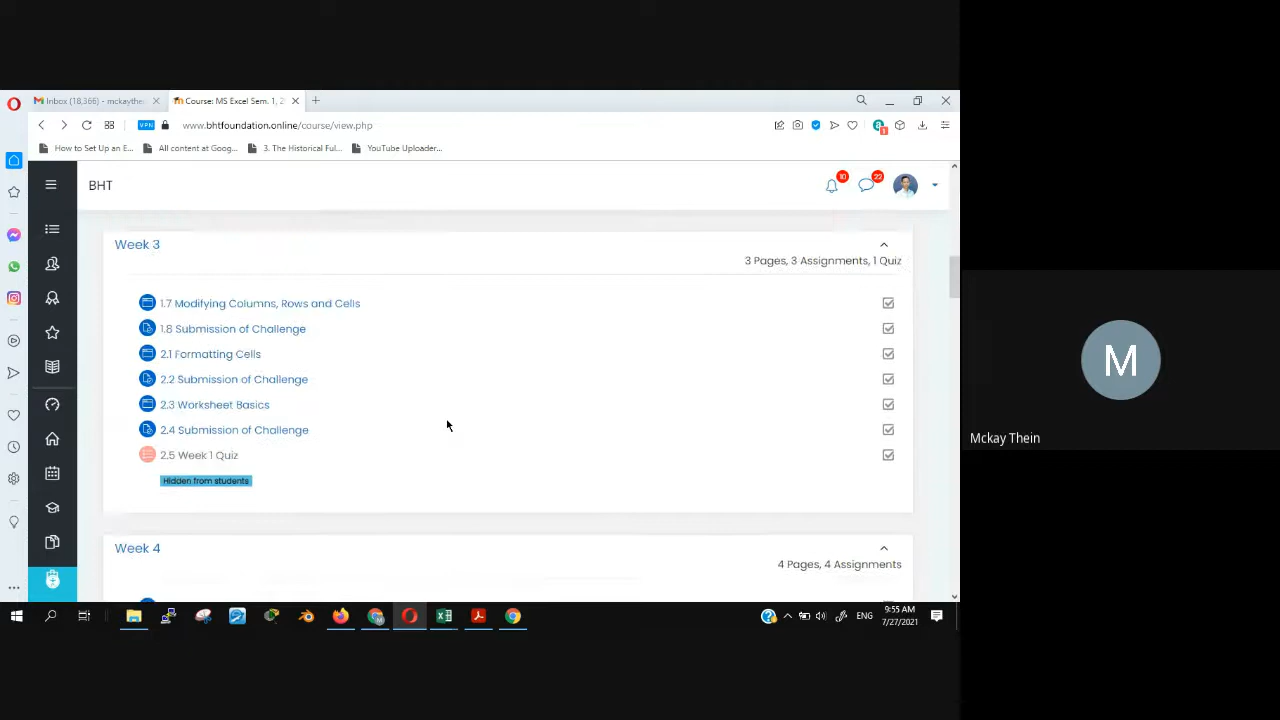 Inbox (18,366) - mckaythe
Course: MS Excel Sem. 1, 2
VPN
www.bhtfoundation.online/course/view.php
1
How to Set Up an E...
All content at Goog...
3. The Historical Ful...
YouTube Uploader...
BHT
10
22
Week 3
3 Pages, 3 Assignments, 1 Quiz
1.7 Modifying Columns, Rows and Cells
1.8 Submission of Challenge
2.1 Formatting Cells
2.2 Submission of Challenge
2.3 Worksheet Basics
2.4 Submission of Challenge
2.5 Week 1 Quiz
Hidden from students
Week 4
4 Pages, 4 Assignments
M
Mckay Thein
ENG
9:55 AM
7/27/2021